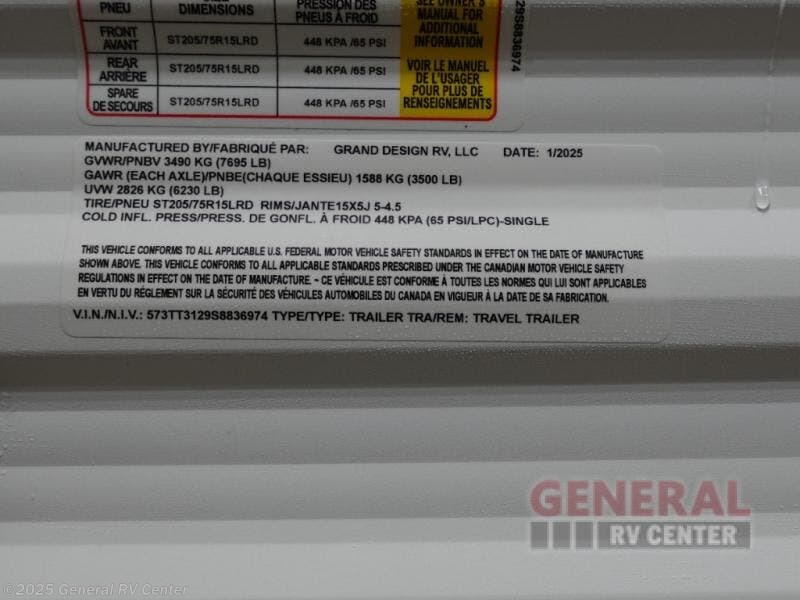 PNEU DIMENSIONS PRESSION DES PNEUS À FROID SEE OWNER'S MANUAL FOR ADDITIONAL INFORMATION
FRONT AVANT ST205/75R15LRD 448 KPA /65 PSI
REAR ARRIÈRE ST205/75R15LRD 448 KPA /65 PSI VOIR LE MANUEL DE L'USAGER POUR PLUS DE RENSEIGNEMENTS
SPARE DE SECOURS ST205/75R15LRD 448 KPA /65 PSI
29S8836974
MANUFACTURED BY/FABRIQUÉ PAR: GRAND DESIGN RV, LLC DATE: 1/2025
GVWR/PNBV 3490 KG (7695 LB)
GAWR (EACH AXLE)/PNBE(CHAQUE ESSIEU) 1588 KG (3500 LB)
UVW 2826 KG (6230 LB)
TIRE/PNEU ST205/75R15LRD RIMS/JANTE15X5J 5-4.5
COLD INFL. PRESS/PRESS. DE GONFL. À FROID 448 KPA (65 PSI/LPC)-SINGLE
THIS VEHICLE CONFORMS TO ALL APPLICABLE U.S. FEDERAL MOTOR VEHICLE SAFETY STANDARDS IN EFFECT ON THE DATE OF MANUFACTURE
SHOWN ABOVE. THIS VEHICLE CONFORMS TO ALL APPLICABLE STANDARDS PRESCRIBED UNDER THE CANADIAN MOTOR VEHICLE SAFETY
REGULATIONS IN EFFECT ON THE DATE OF MANUFACTURE. ~ CE VÉHICULE EST CONFORME À TOUTES LES NORMES QUI LUI SONT APPLICABLES
EN VERTU DU RÉGLEMENT SUR LA SÉCURITÉ DES VÉHICULES AUTOMOBILES DU CANADA EN VIGUEUR À LA DATE DE SA FABRICATION.
V.I.N./N.I.V.: 573TT3129S8836974 TYPE/TYPE: TRAILER TRA/REM: TRAVEL TRAILER
GENERAL
RV CENTER
©2025 General RV Center